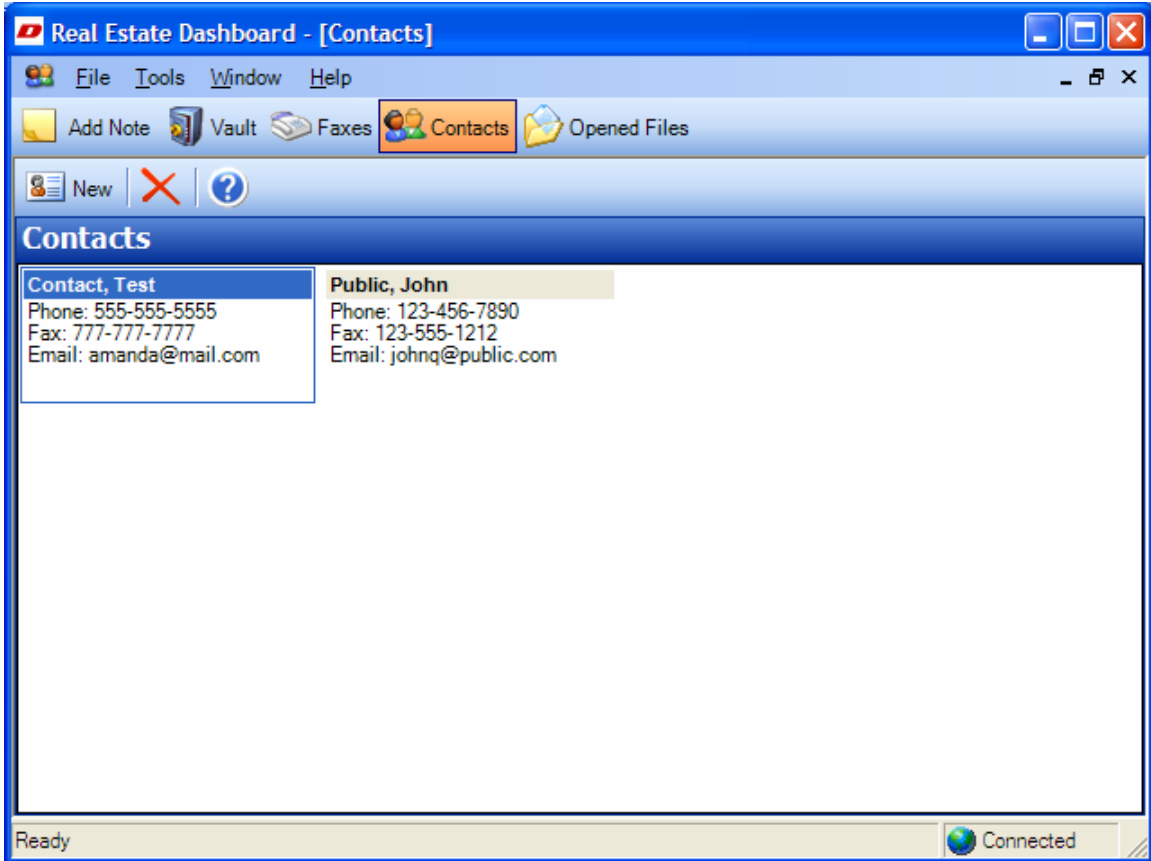 Real Estate Dashboard - [Contacts]
File Tools Window Help
Add Note Vault Faxes Contacts Opened Files
New
Contacts
Contact, Test
Phone: 555-555-5555
Fax: 777-777-7777
Email: amanda@mail.com
Public, John
Phone: 123-456-7890
Fax: 123-555-1212
Email: johnq@public.com
Ready
Connected